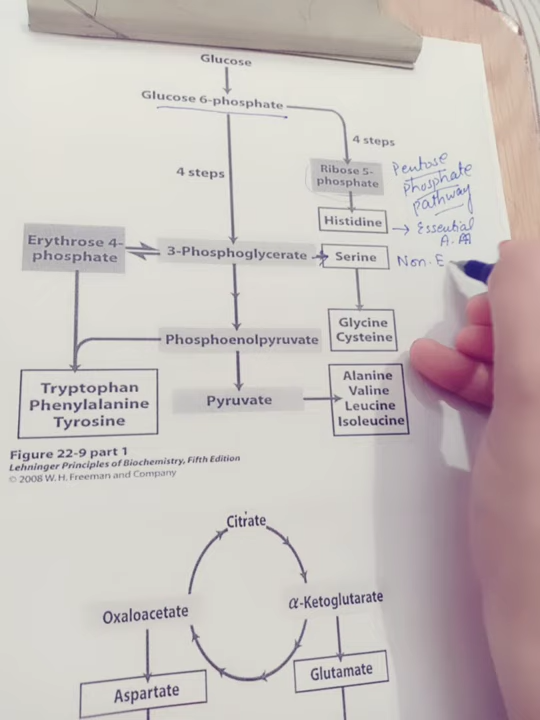 Glucose
Glucose 6-phosphate
4 steps
4 steps
Ribose 5-
phosphate
Pentose
phosphate
pathway
Histidine
→ Essential
A.AA
Erythrose 4-
phosphate
3-Phosphoglycerate
Serine
Non-E
Glycine
Cysteine
Phosphoenolpyruvate
Tryptophan
Phenylalanine
Tyrosine
Pyruvate
Alanine
Valine
Leucine
Isoleucine
Figure 22-9 part 1
Lehninger Principles of Biochemistry, Fifth Edition
© 2008 W. H. Freeman and Company
Citrate
Oxaloacetate
α-Ketoglutarate
Aspartate
Glutamate